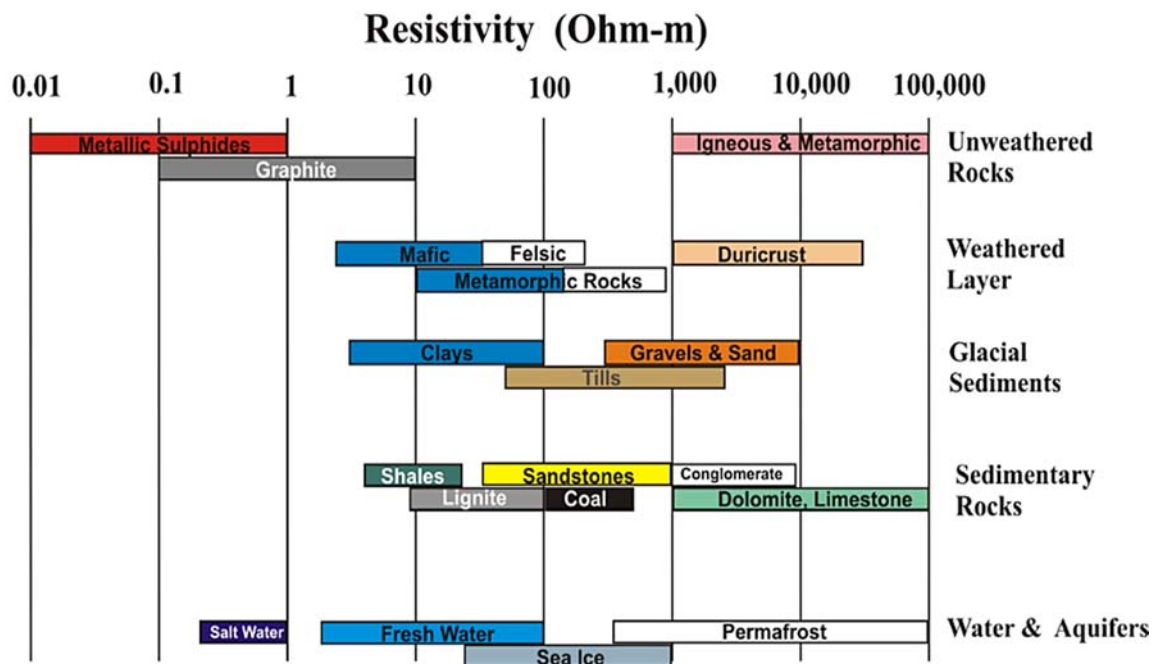 Resistivity (Ohm-m)
0.01 0.1 1 10 100 1,000 10,000 100,000
Metallic Sulphides Igneous & Metamorphic Unweathered
Graphite Rocks
Mafic Felsic Duricrust Weathered
Metamorphic Rocks Layer
Clays Gravels & Sand Glacial
Tills Sediments
Shales Sandstones Conglomerate Sedimentary
Lignite Coal Dolomite, Limestone Rocks
Salt Water Fresh Water Permafrost Water & Aquifers
Sea Ice